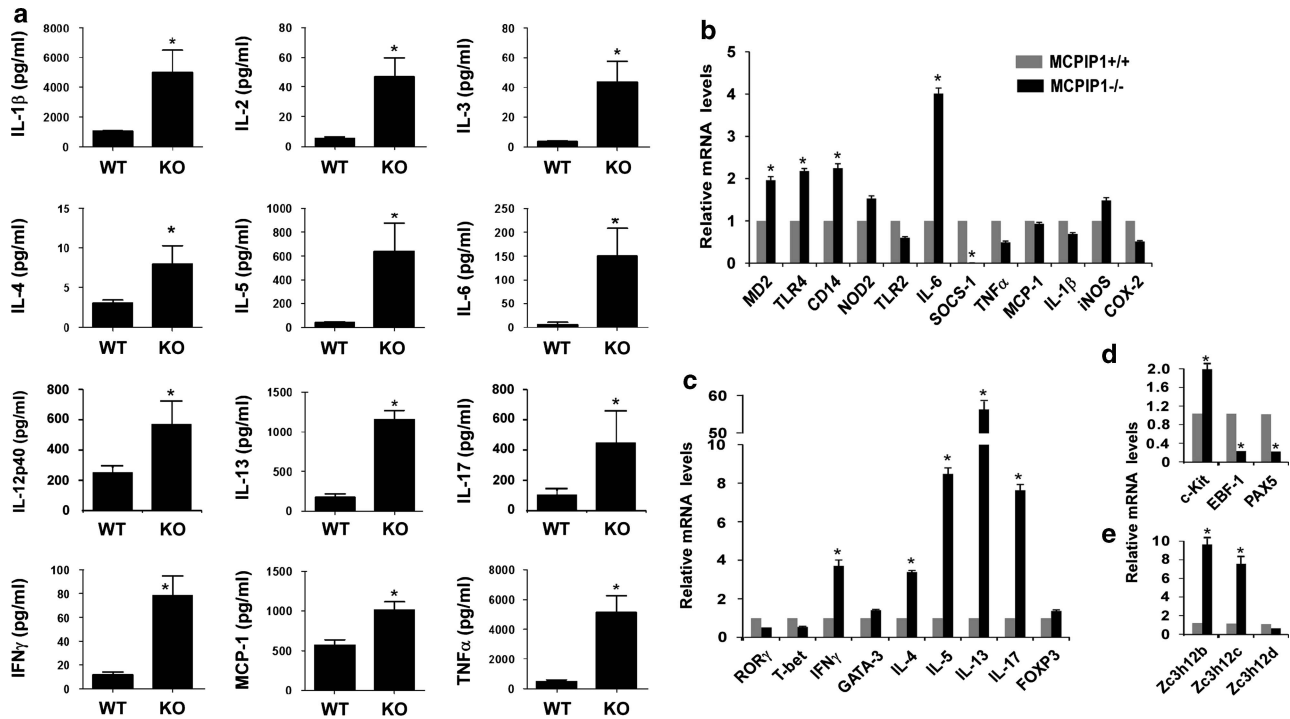 a
IL-1β (pg/ml)
8000
6000
4000
2000
0
*
WT KO
IL-2 (pg/ml)
80
60
40
20
0
*
WT KO
IL-3 (pg/ml)
80
60
40
20
0
*
WT KO
IL-4 (pg/ml)
15
10
5
0
*
WT KO
IL-5 (pg/ml)
1000
800
600
400
200
0
*
WT KO
IL-6 (pg/ml)
250
200
150
100
50
0
*
WT KO
IL-12p40 (pg/ml)
800
600
400
200
0
*
WT KO
IL-13 (pg/ml)
1500
1000
500
0
*
WT KO
IL-17 (pg/ml)
800
600
400
200
0
*
WT KO
IFNγ (pg/ml)
100
80
60
40
20
0
*
WT KO
MCP-1 (pg/ml)
1500
1000
500
0
*
WT KO
TNFα (pg/ml)
8000
6000
4000
2000
0
*
WT KO
b
Relative mRNA levels
5
4
3
2
1
0
MCPIP1+/+
MCPIP1-/-
* * * * *
MD2 TLR4 CD14 NOD2 TLR2 IL-6 SOCS-1 TNFα MCP-1 IL-1β iNOS COX-2
c
Relative mRNA levels
60
50
10
8
6
4
2
0
* * * * *
RORγ T-bet IFNγ GATA-3 IL-4 IL-5 IL-13 IL-17 FOXP3
d
Relative mRNA levels
2.0
1.6
1.2
0.8
0.4
0
* * *
c-Kit EBF-1 PAX5
e
10
8
6
4
2
0
* *
Zc3h12b Zc3h12c Zc3h12d